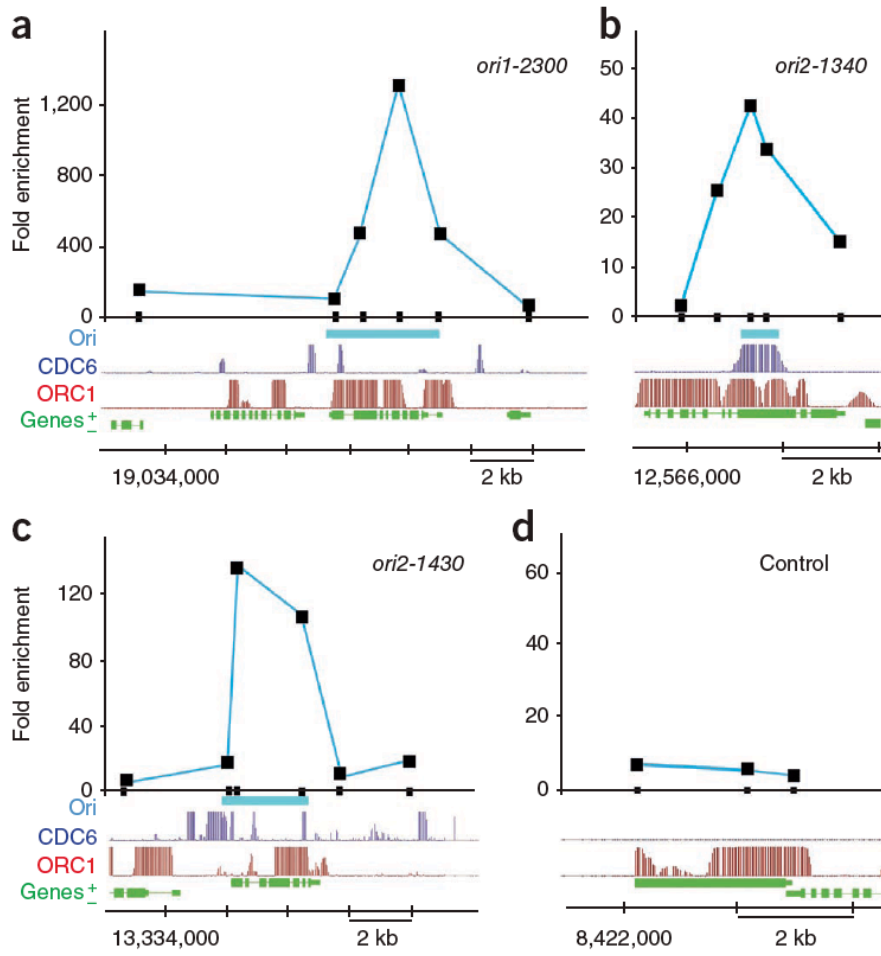 a
ori1-2300
Fold enrichment
1,200
800
400
0
Ori
CDC6
ORC1
Genes + –
19,034,000
2 kb
b
ori2-1340
50
40
30
20
10
0
12,566,000
2 kb
c
ori2-1430
Fold enrichment
120
80
40
0
Ori
CDC6
ORC1
Genes + –
13,334,000
2 kb
d
Control
60
40
20
0
8,422,000
2 kb